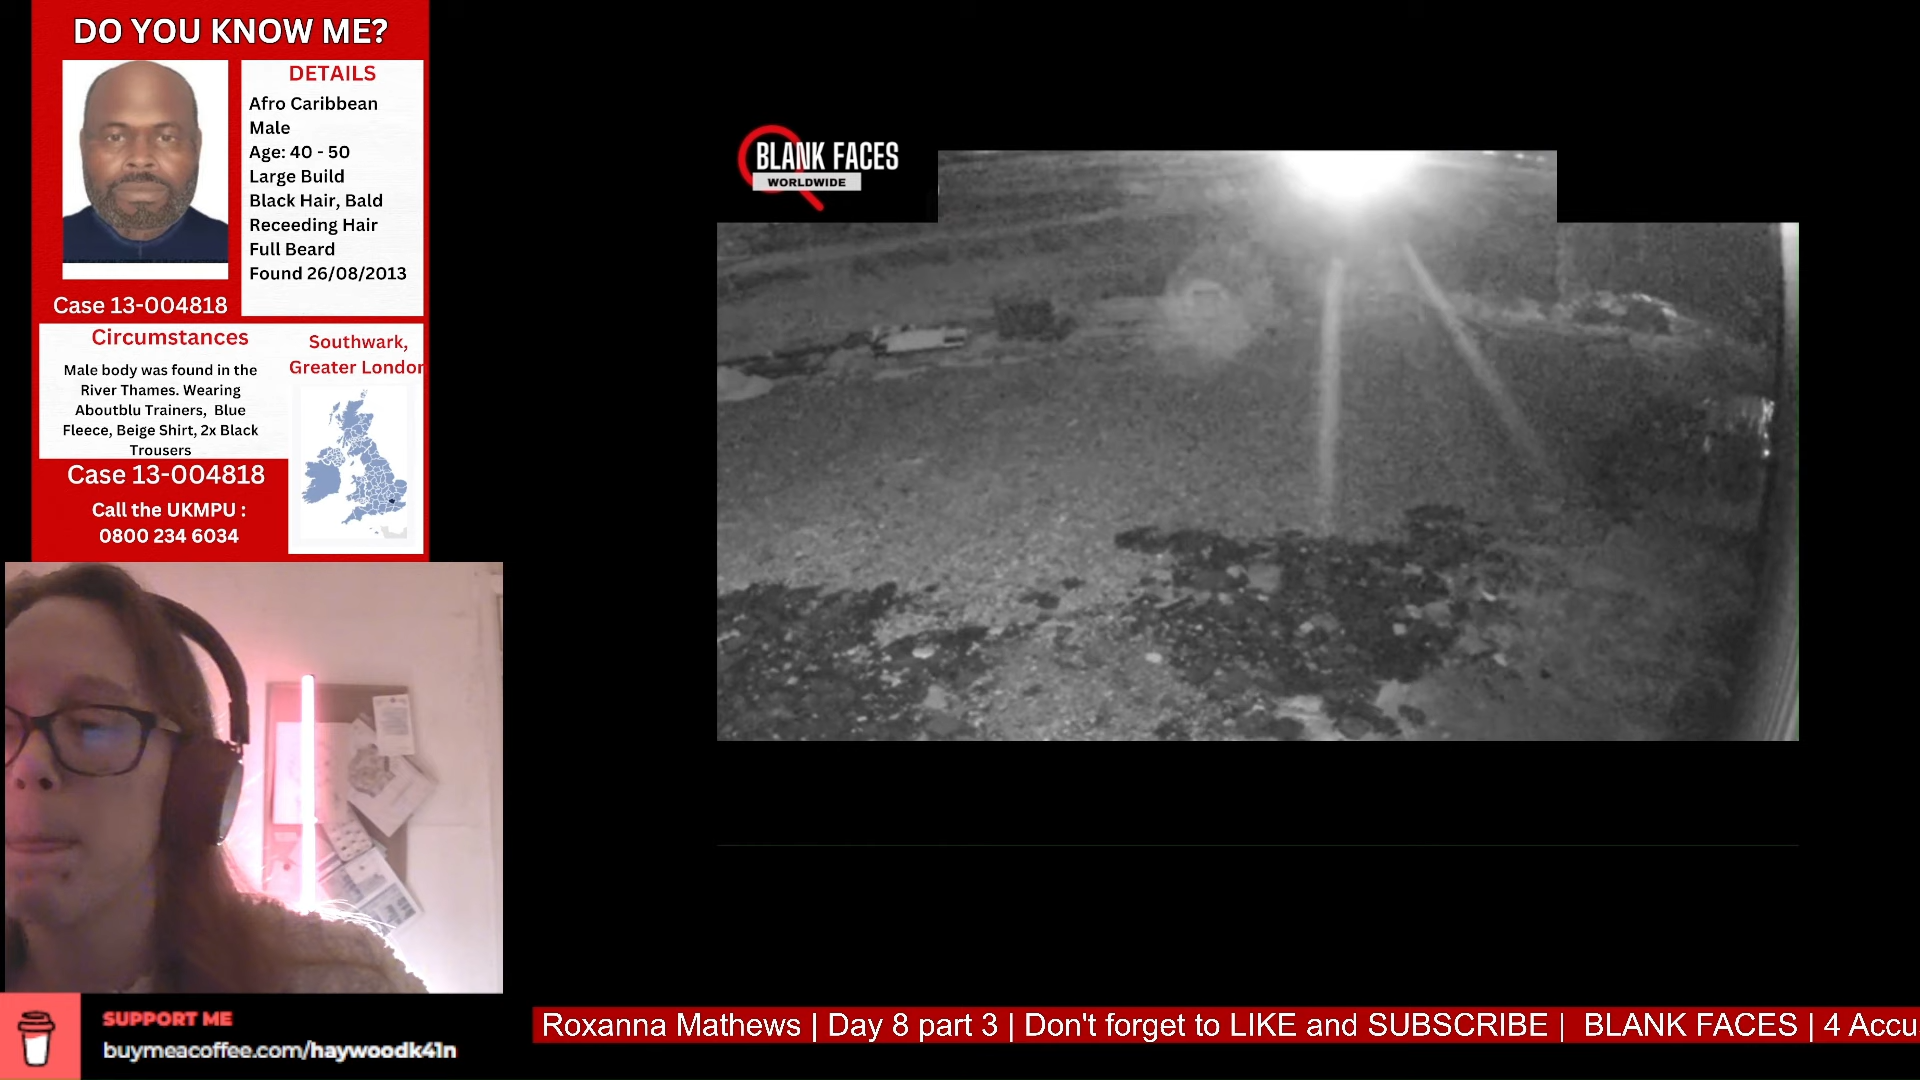 DO YOU KNOW ME?
DETAILS
Afro Caribbean
Male
Age: 40 - 50
Large Build
Black Hair, Bald
Receeding Hair
Full Beard
Found 26/08/2013
Case 13-004818
Circumstances
Male body was found in the
River Thames. Wearing
Aboutblu Trainers, Blue
Fleece, Beige Shirt, 2x Black
Trousers
Southwark,
Greater London
Case 13-004818
Call the UKMPU :
0800 234 6034
BLANK FACES
WORLDWIDE
SUPPORT ME
buymeacoffee.com/haywoodk41n
Roxanna Mathews | Day 8 part 3 | Don't forget to LIKE and SUBSCRIBE | BLANK FACES | 4 Accu